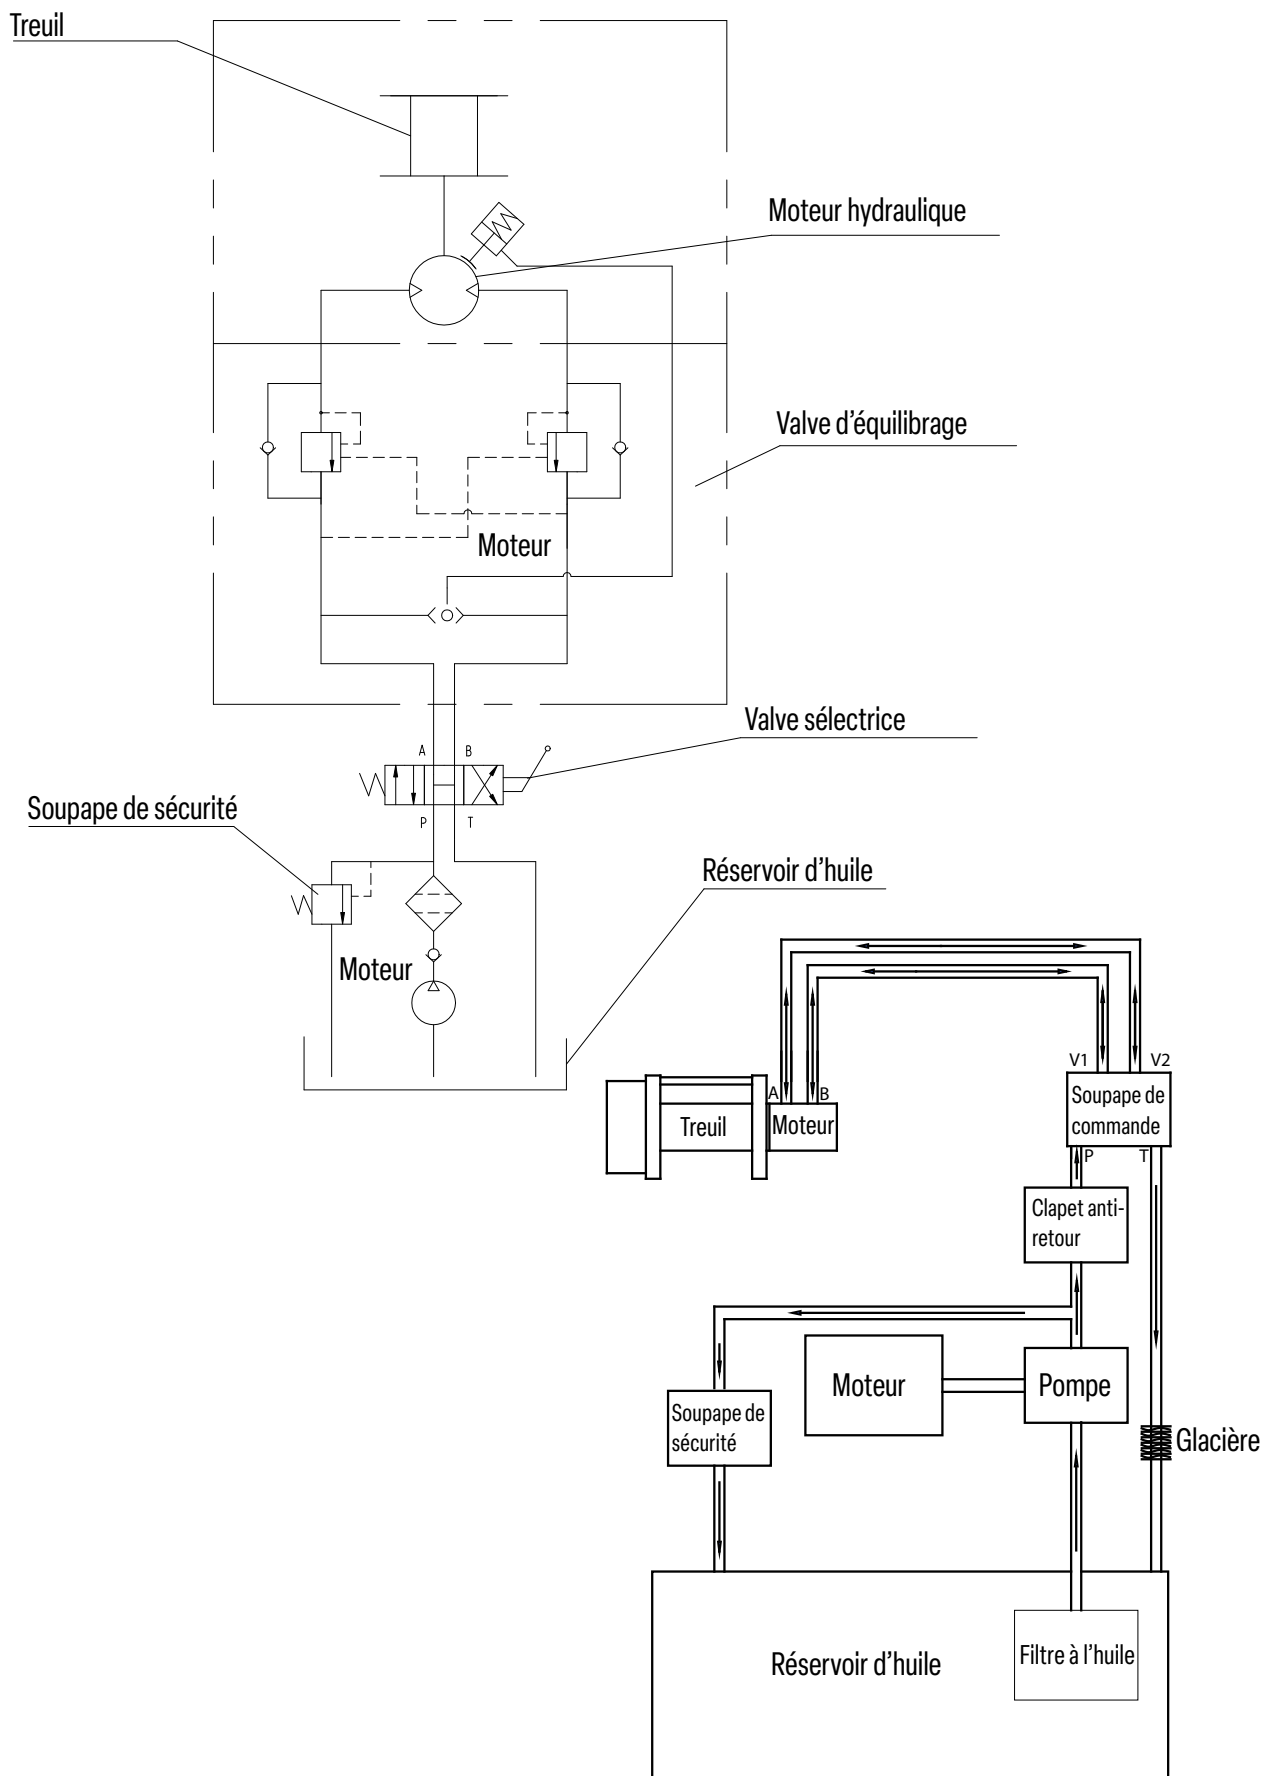 Treuil
Moteur hydraulique
Valve d'équilibrage
Moteur
Valve sélectrice
A
B
Soupape de sécurité
P
T
Réservoir d'huile
Moteur
V1
V2
A
B
Soupape de
commande
Treuil
Moteur
P
T
Clapet anti-
retour
Moteur
Pompe
Soupape de
sécurité
Glacière
Réservoir d'huile
Filtre à l'huile